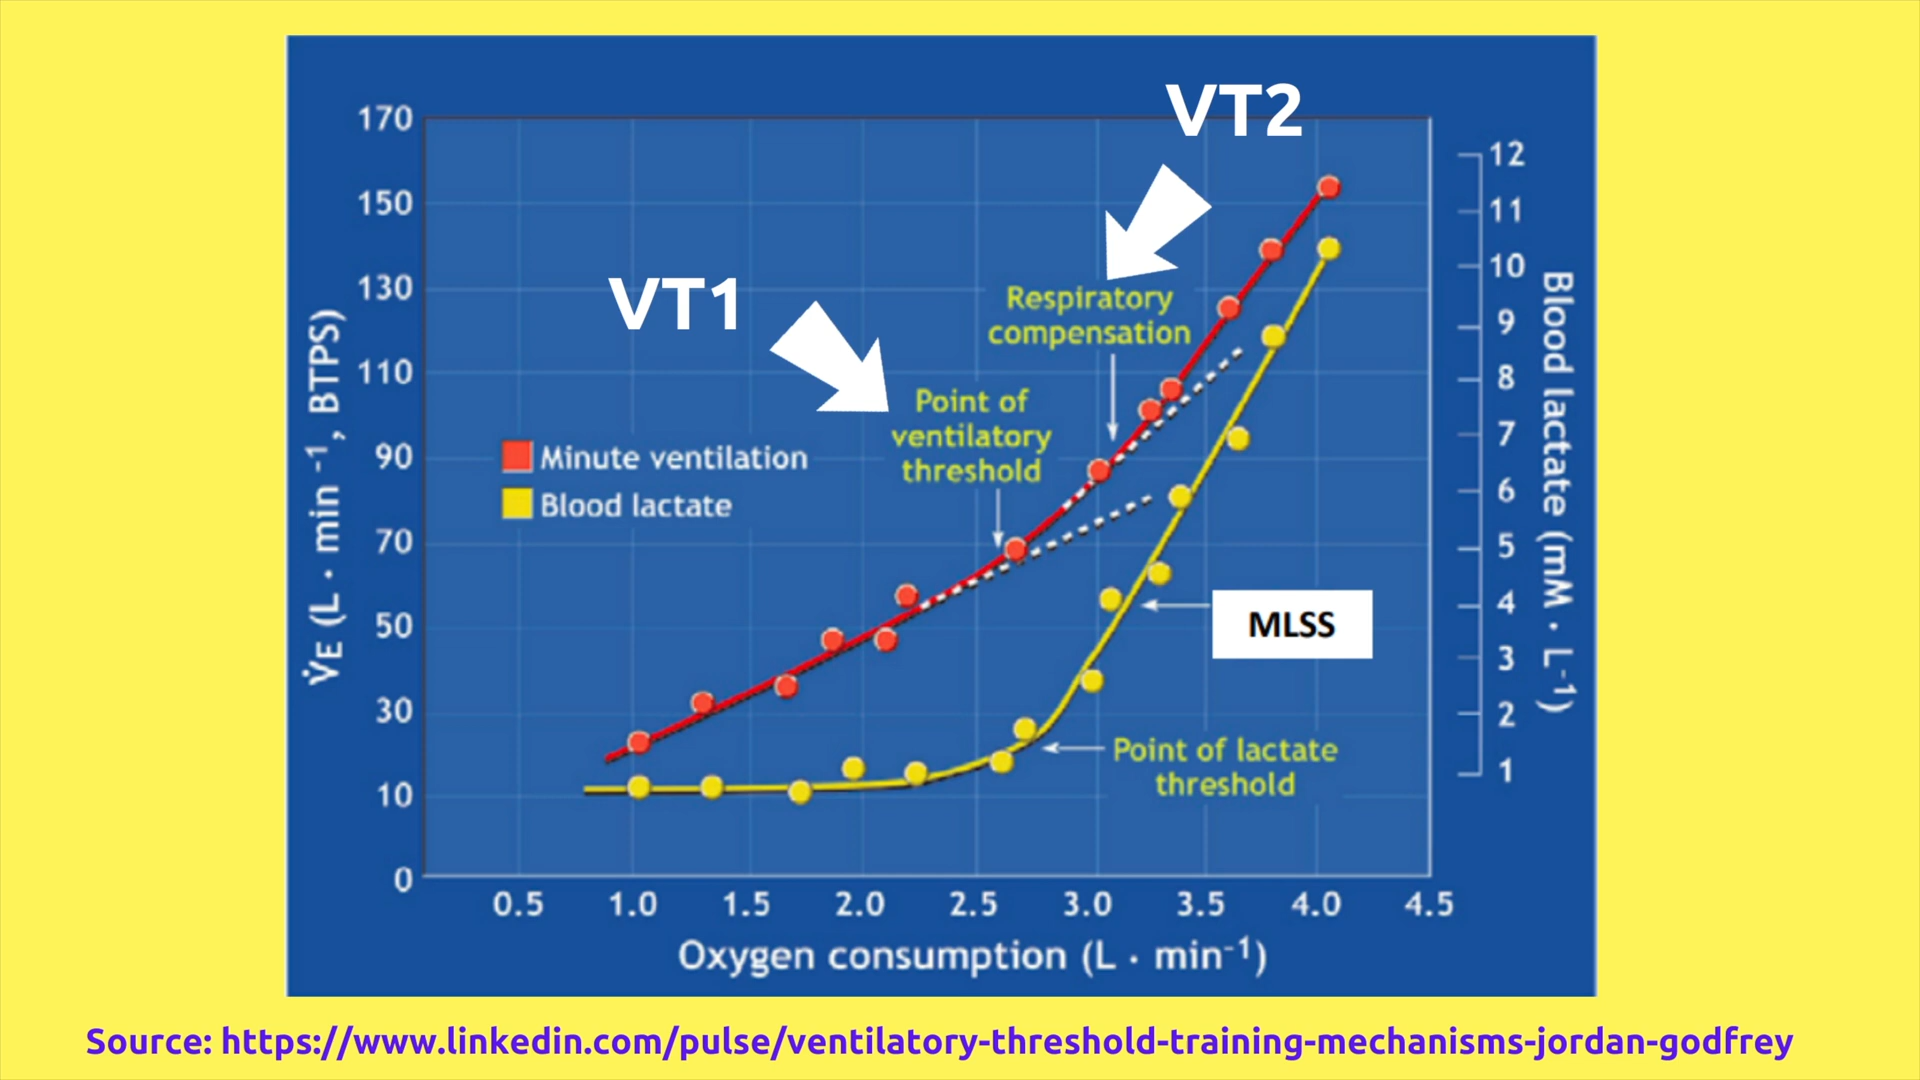 VT2
VT1
170
150
130
110
90
70
50
30
10
0
V̇E (L · min ⁻¹, BTPS)
Minute ventilation
Blood lactate
Point of
ventilatory
threshold
Respiratory
compensation
MLSS
Point of lactate
threshold
12
11
10
9
8
7
6
5
4
3
2
1
Blood lactate (mM · L⁻¹)
0.5 1.0 1.5 2.0 2.5 3.0 3.5 4.0 4.5
Oxygen consumption (L · min⁻¹)
Source: https://www.linkedin.com/pulse/ventilatory-threshold-training-mechanisms-jordan-godfrey